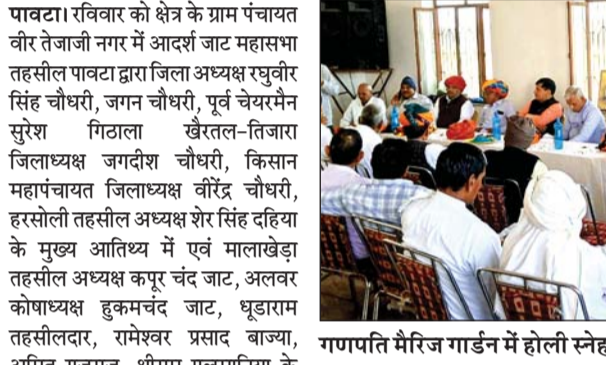 पावटा। रविवार को क्षेत्र के ग्राम पंचायत
वीर तेजाजी नगर में आदर्श जाट महासभा
तहसील पावटा द्वारा जिला अध्यक्ष रघुवीर
सिंह चौधरी, जगन चौधरी, पूर्व चेयरमैन
सुरेश गिठाला खैरतल-तिजारा
जिलाध्यक्ष जगदीश चौधरी, किसान
महापंचायत जिलाध्यक्ष वीरेंद्र चौधरी,
हरसोली तहसील अध्यक्ष शेर सिंह दहिया
के मुख्य आतिथ्य में एवं मालाखेड़ा
तहसील अध्यक्ष कपूर चंद जाट, अलवर
कोषाध्यक्ष हुकमचंद जाट, धूडाराम
तहसीलदार, रामेश्वर प्रसाद बाज्या,
गणपति मैरिज गार्डन में होली स्नेह